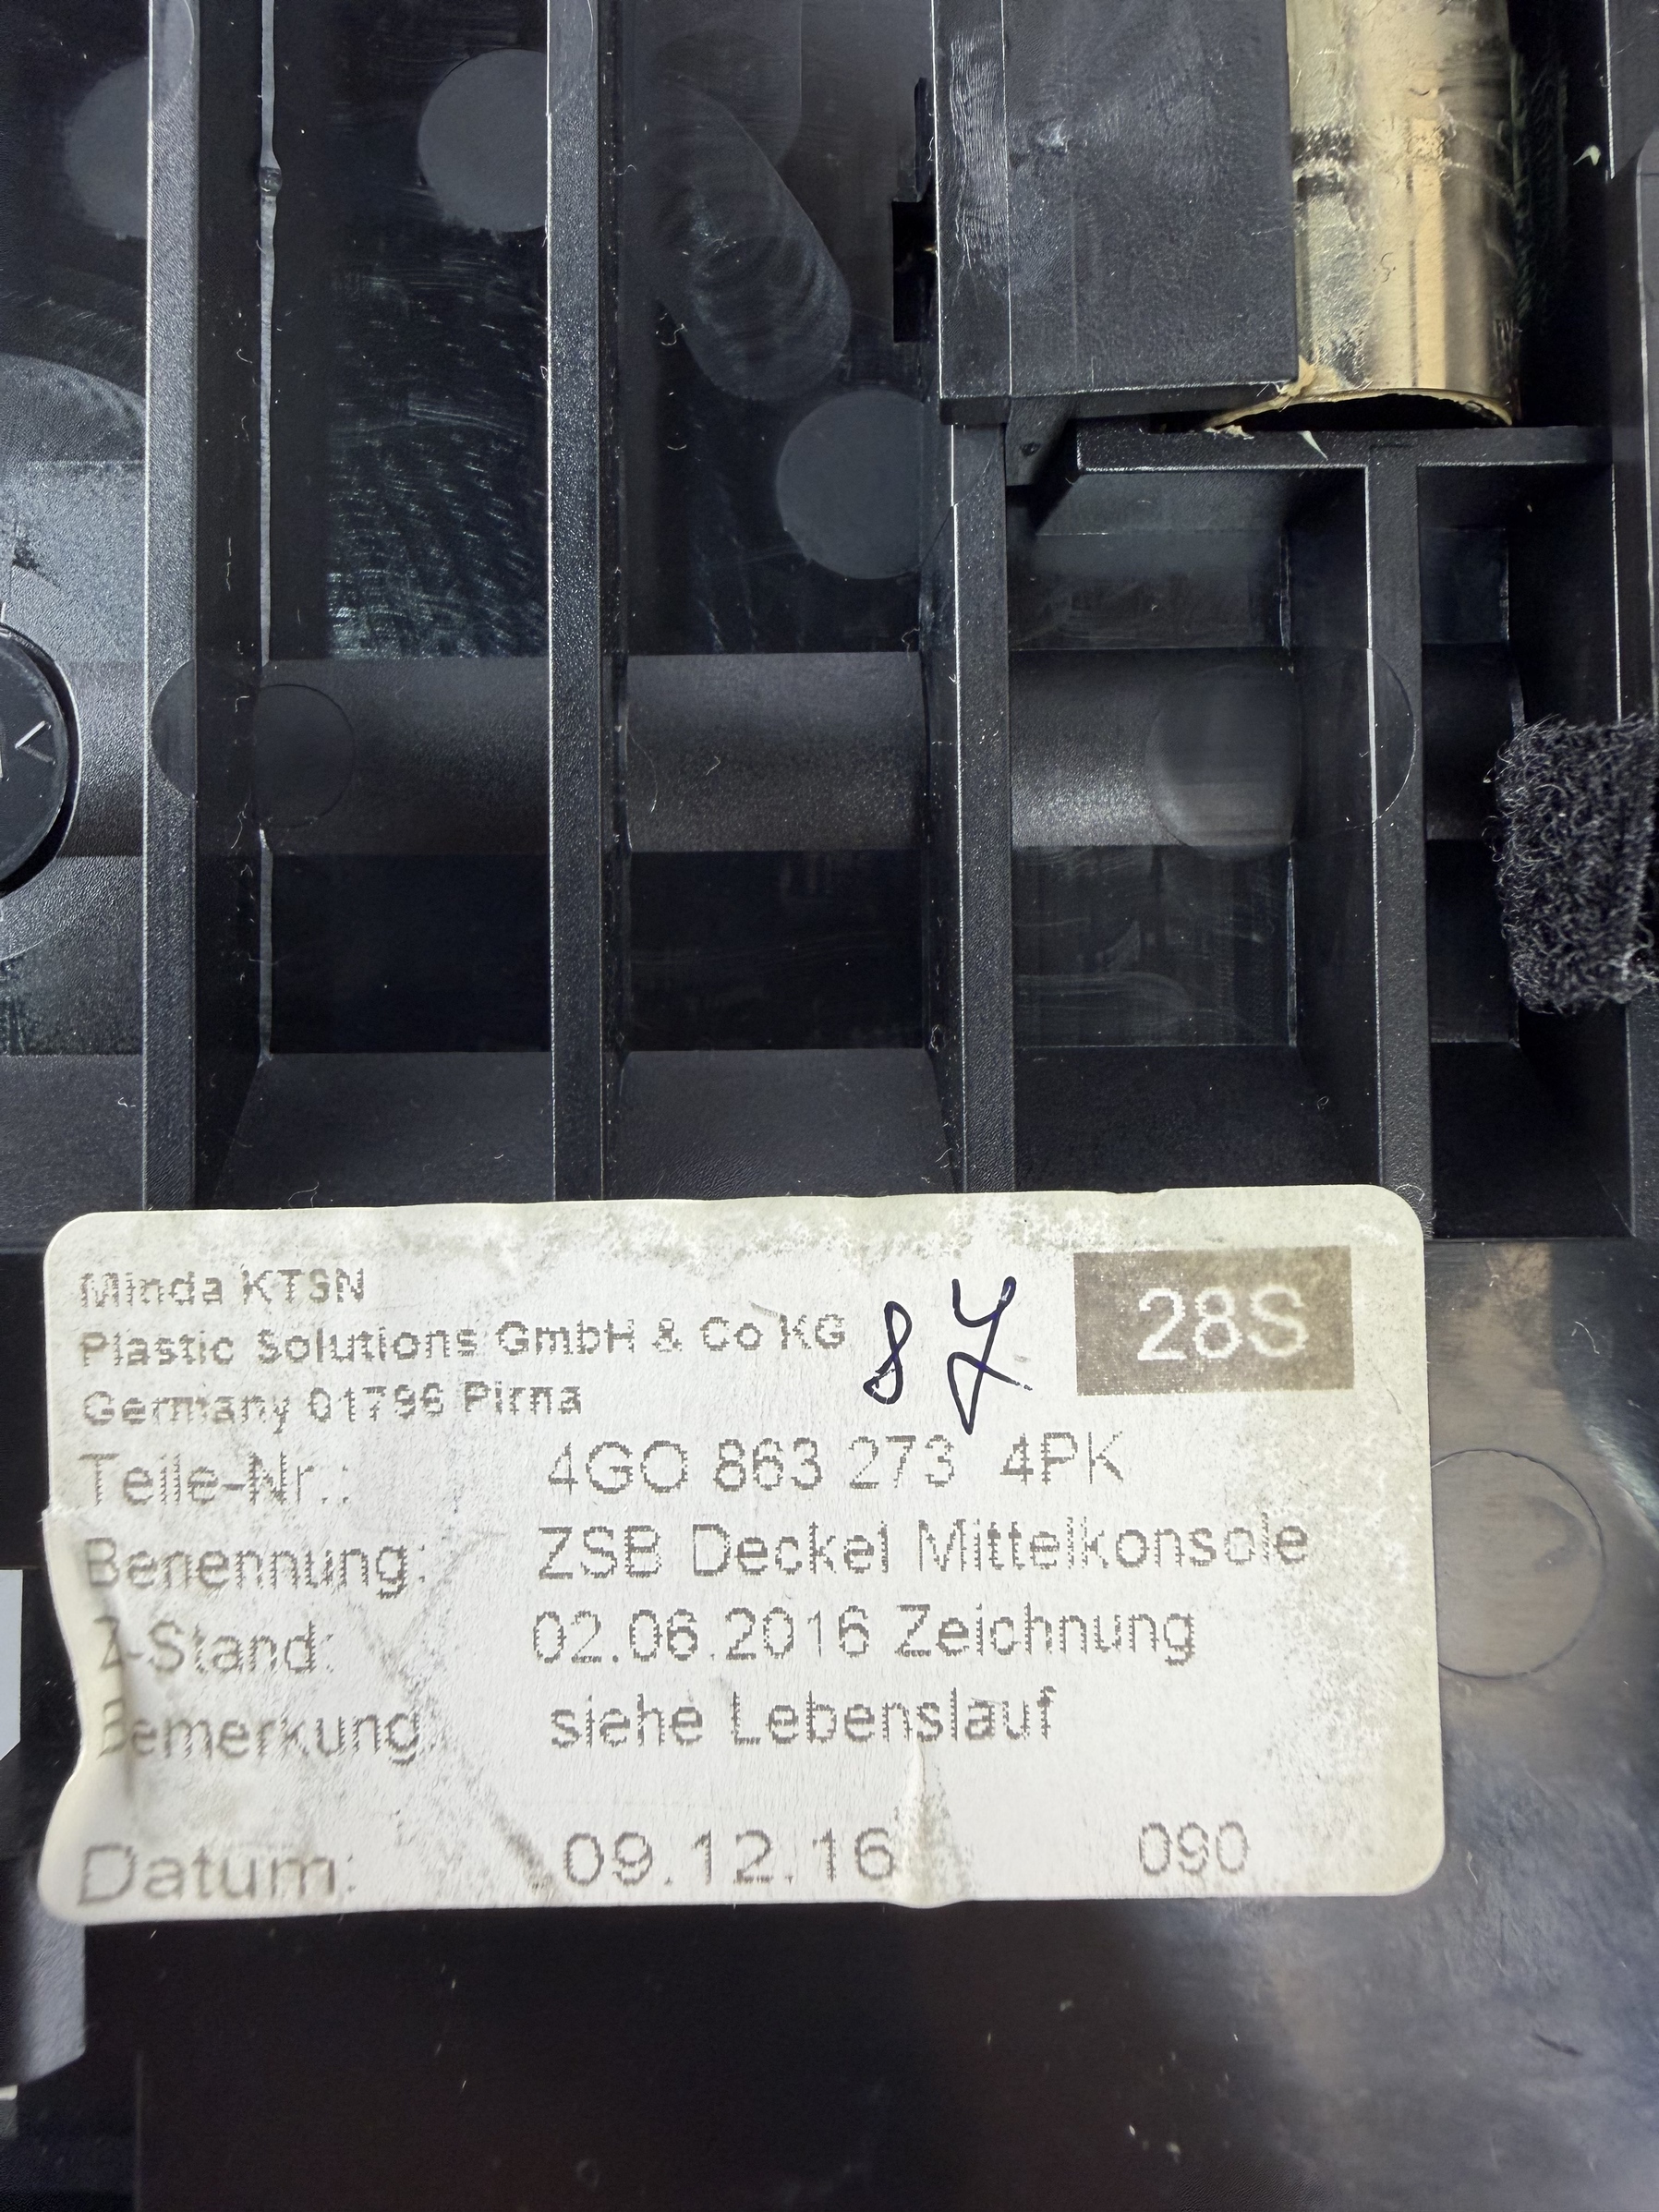 Minda KTSN
Plastic Solutions GmbH & Co KG
Germany 01796 Pirna
87
28S
Teile-Nr.: 4GO 863 273 4PK
Benennung: ZSB Deckel Mittelkonsole
Z-Stand: 02.06.2016 Zeichnung
Bemerkung: siehe Lebenslauf
Datum: 09.12.16 090